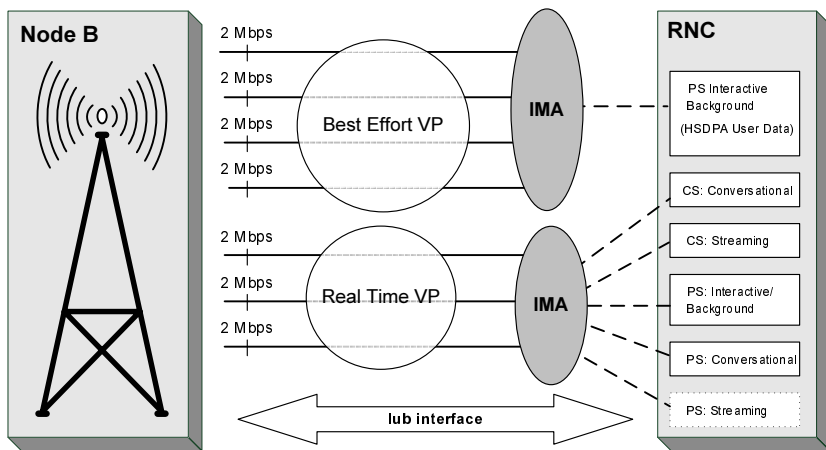 Node B
2 Mbps
2 Mbps
2 Mbps
2 Mbps
Best Effort VP
IMA
2 Mbps
2 Mbps
2 Mbps
Real Time VP
IMA
Iub interface
RNC
PS Interactive
Background
(HSDPA User Data)
CS: Conversational
CS: Streaming
PS: Interactive/
Background
PS: Conversational
PS: Streaming